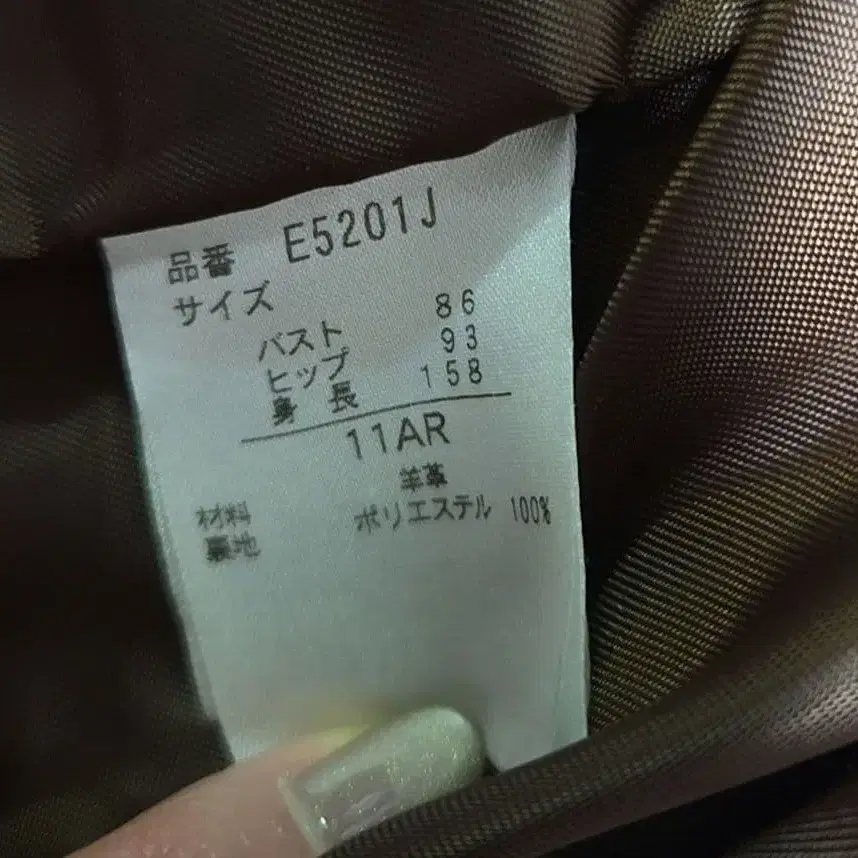 品番 E5201J
サイズ
バスト 86
ヒップ 93
身長 158
11AR
材料 羊革
裏地 ポリエステル 100%